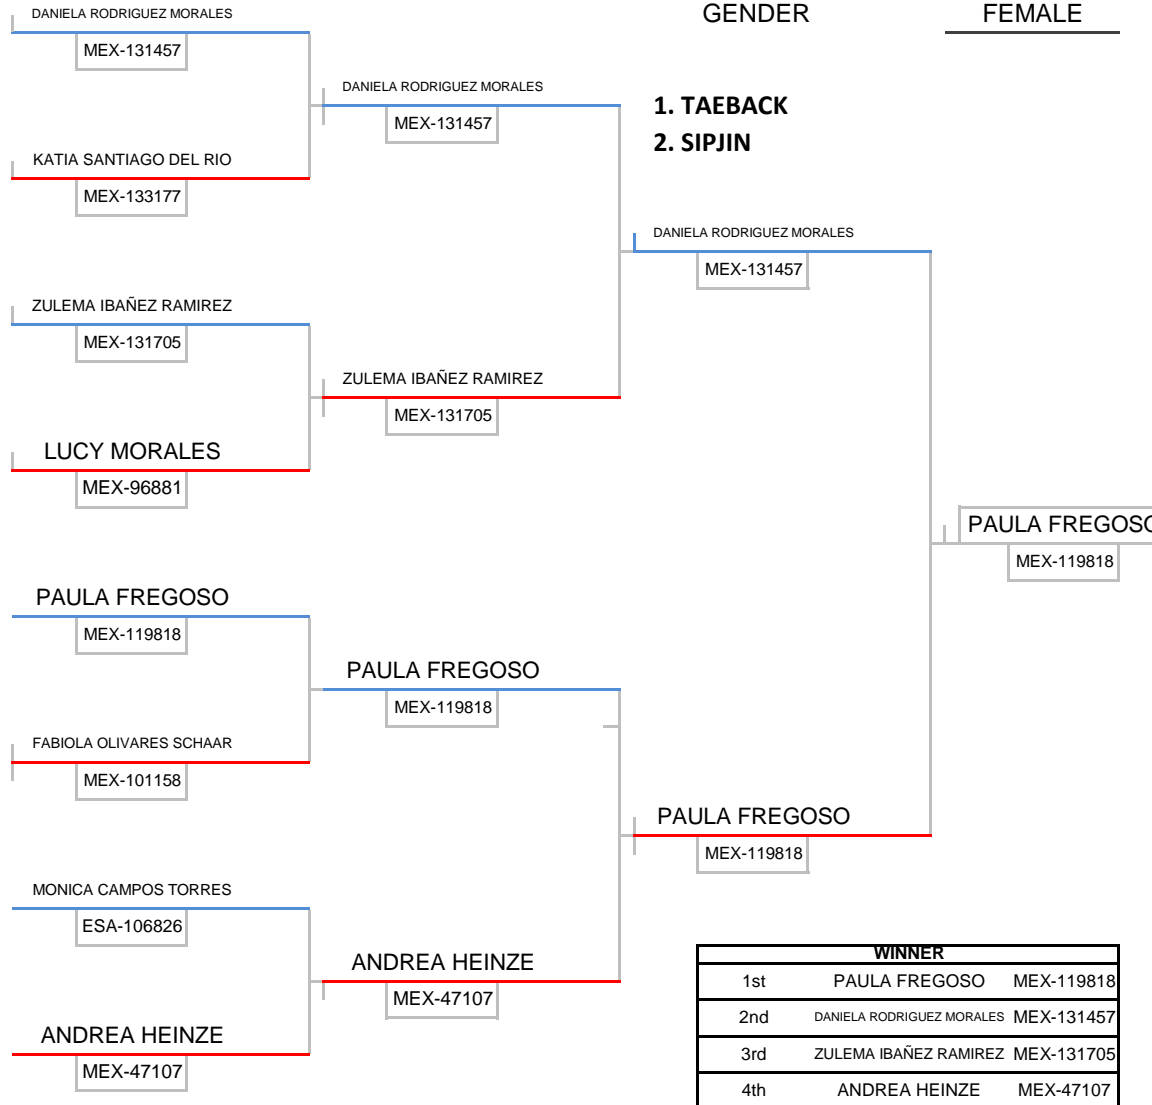 GENDER FEMALE
1. TAEBACK
2. SIPJIN
DANIELA RODRIGUEZ MORALES
MEX-131457
KATIA SANTIAGO DEL RIO
MEX-133177
ZULEMA IBAÑEZ RAMIREZ
MEX-131705
LUCY MORALES
MEX-96881
PAULA FREGOSO
MEX-119818
FABIOLA OLIVARES SCHAAR
MEX-101158
MONICA CAMPOS TORRES
ESA-106826
ANDREA HEINZE
MEX-47107
DANIELA RODRIGUEZ MORALES
MEX-131457
ZULEMA IBAÑEZ RAMIREZ
MEX-131705
PAULA FREGOSO
MEX-119818
ANDREA HEINZE
MEX-47107
DANIELA RODRIGUEZ MORALES
MEX-131457
PAULA FREGOSO
MEX-119818
PAULA FREGOSO
MEX-119818
WINNER
1st PAULA FREGOSO MEX-119818
2nd DANIELA RODRIGUEZ MORALES MEX-131457
3rd ZULEMA IBAÑEZ RAMIREZ MEX-131705
4th ANDREA HEINZE MEX-47107